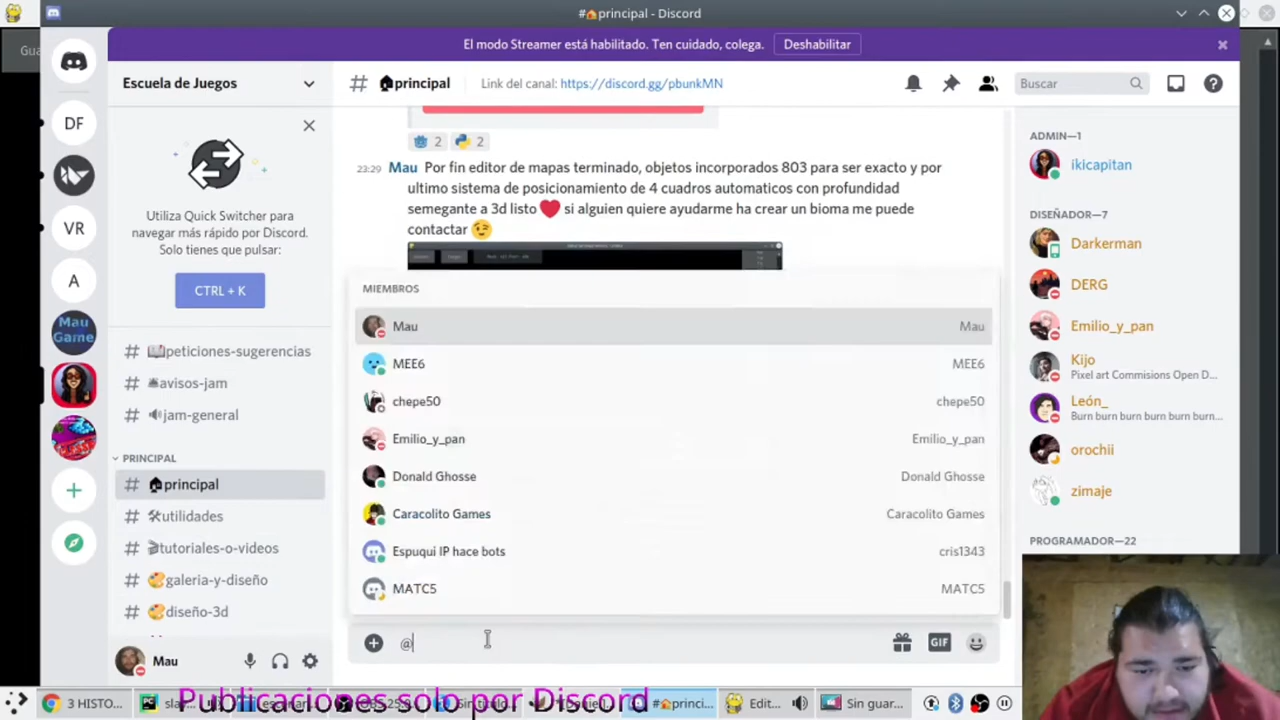 #🏠principal - Discord
Gua
El modo Streamer está habilitado. Ten cuidado, colega.
Deshabilitar
Escuela de Juegos
🏠principal
Link del canal: https://discord.gg/pbunkMN
Buscar
DF
VR
A
Mau
Game
Utiliza Quick Switcher para
navegar más rápido por Discord.
Solo tienes que pulsar:
CTRL + K
# 📖peticiones-sugerencias
# 🛎avisos-jam
# 🔊jam-general
PRINCIPAL
# 🏠principal
# 🛠utilidades
# 🎬tutoriales-o-videos
# 🎨galeria-y-diseño
# 🎨diseño-3d
Mau
2
2
23:29 Mau Por fin editor de mapas terminado, objetos incorporados 803 para ser exacto y por
ultimo sistema de posicionamiento de 4 cuadros automaticos con profundidad
semegante a 3d listo ❤️ si alguien quiere ayudarme ha crear un bioma me puede
contactar 😉
MIEMBROS
Mau Mau
MEE6 MEE6
chepe50 chepe50
Emilio_y_pan Emilio_y_pan
Donald Ghosse Donald Ghosse
Caracolito Games Caracolito Games
Espuqui IP hace bots cris1343
MATC5 MATC5
@
GIF
ADMIN—1
ikicapitan
DISEÑADOR—7
Darkerman
DERG
Emilio_y_pan
Kijo
Pixel art Commisions Open D...
León_
Burn burn burn burn burn burn...
orochii
zimaje
PROGRAMADOR—22
3 HISTO...
#🏠princi...
Edit...
Sin guar...
Publicaciones solo por Discord